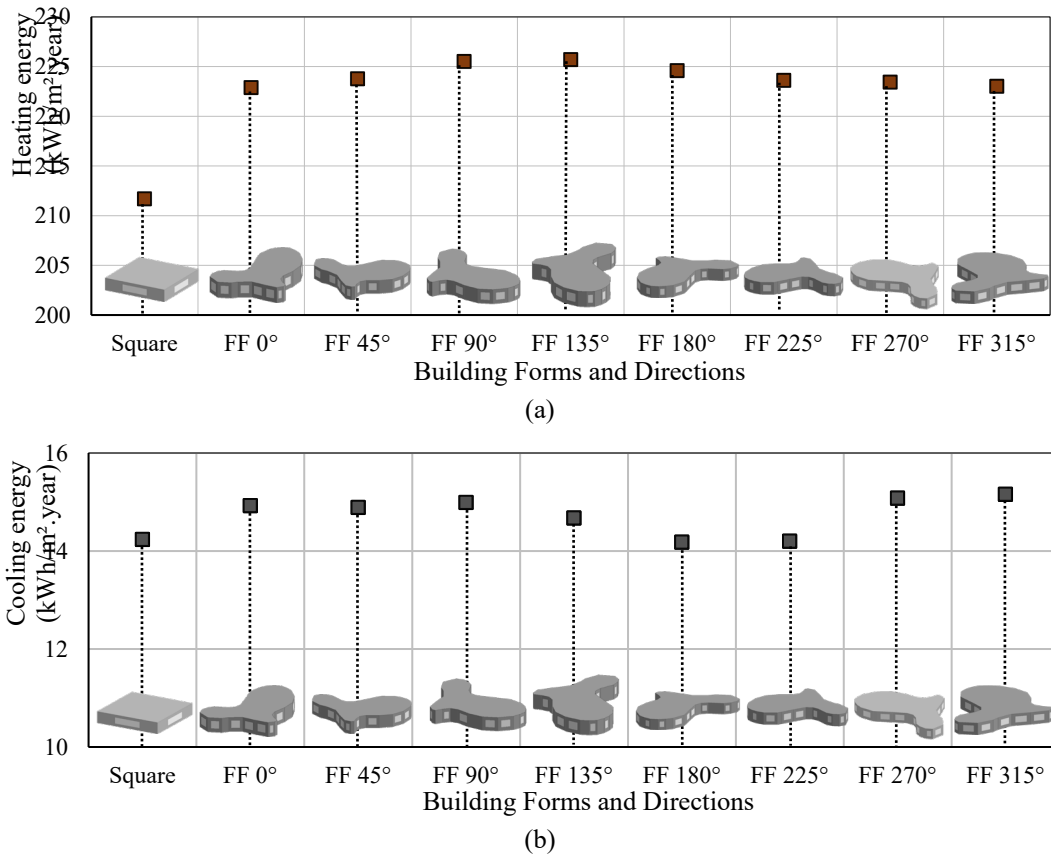 Heating energy
(kWh/m².year)
230
225
220
215
210
205
200
Square FF 0° FF 45° FF 90° FF 135° FF 180° FF 225° FF 270° FF 315°
Building Forms and Directions
(a)
Cooling energy
(kWh/m².year)
16
14
12
10
Square FF 0° FF 45° FF 90° FF 135° FF 180° FF 225° FF 270° FF 315°
Building Forms and Directions
(b)